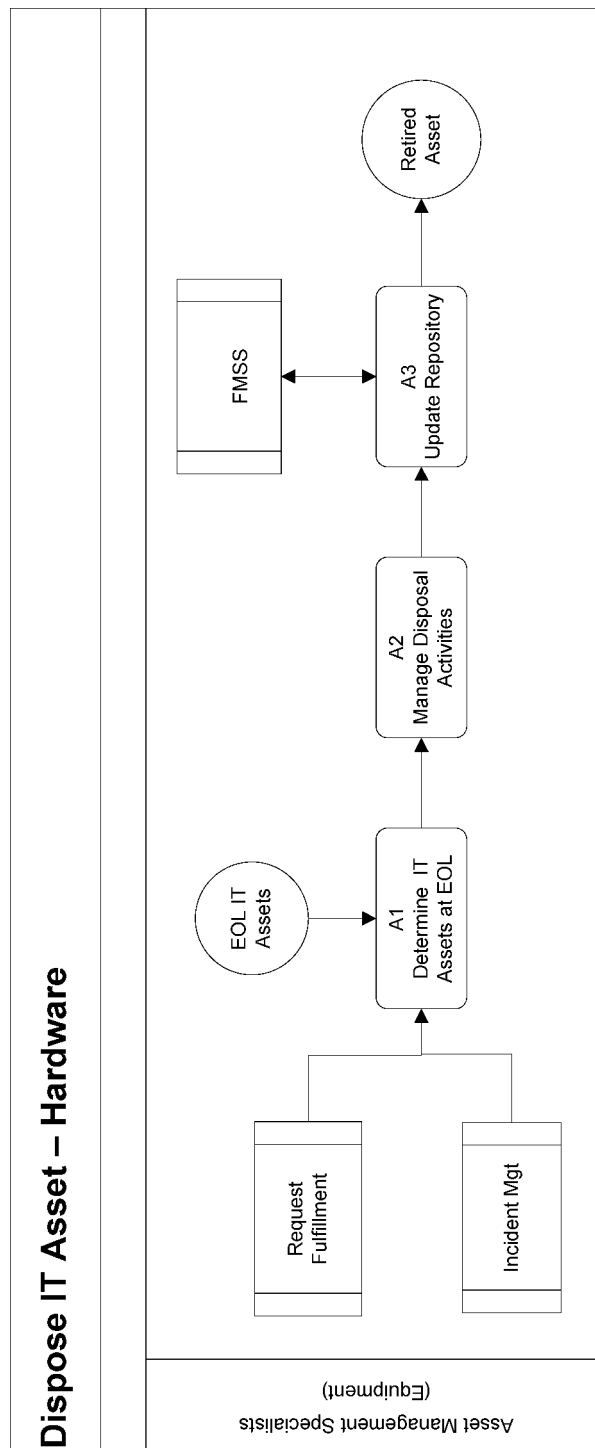 Dispose IT Asset – Hardware
Asset Management Specialists
(Equipment)
Request
Fulfillment
Incident Mgt
EOL IT
Assets
A1
Determine IT
Assets at EOL
A2
Manage Disposal
Activities
FMSS
A3
Update Repository
Retired
Asset